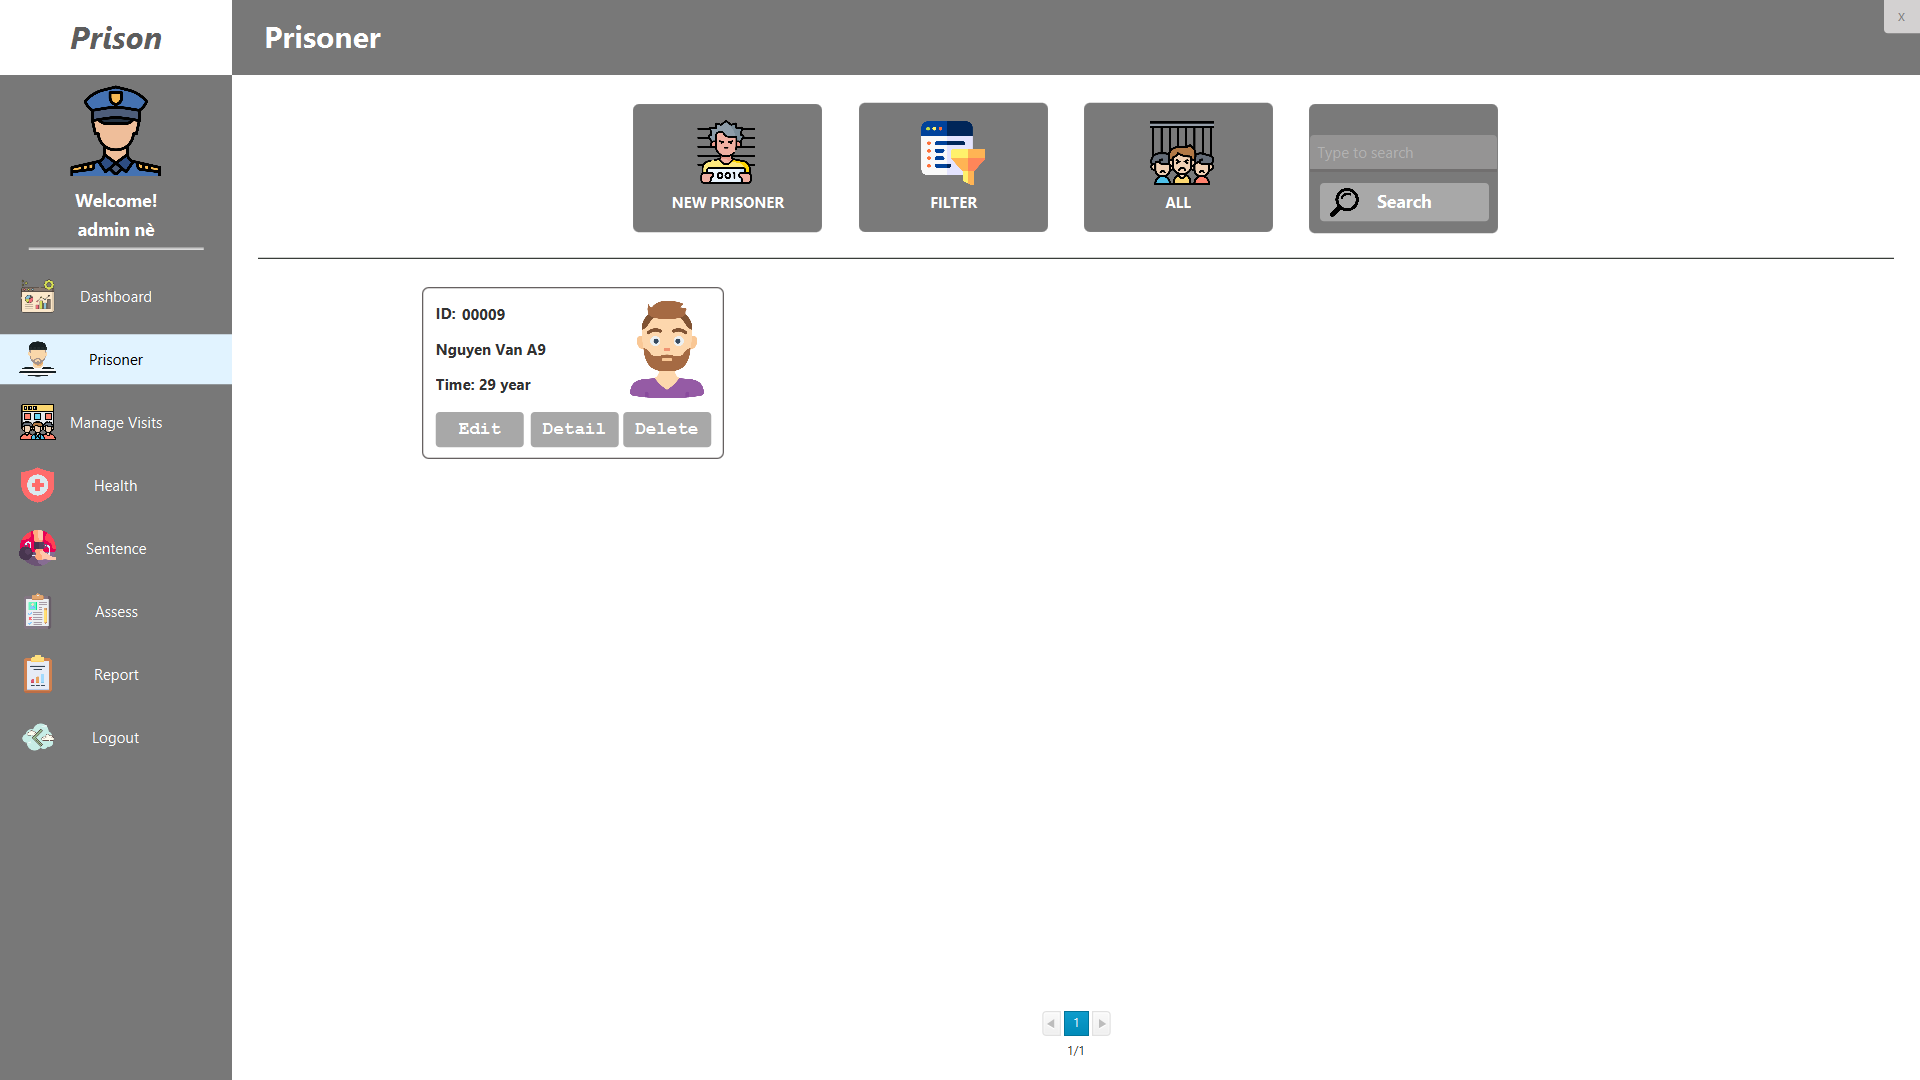 Prison
Prisoner
x
Welcome!
admin nè
Dashboard
Prisoner
Manage Visits
Health
Sentence
Assess
Report
Logout
001
NEW PRISONER
FILTER
ALL
Type to search
Search
ID: 00009
Nguyen Van A9
Time: 29 year
Edit Detail Delete
1
1/1